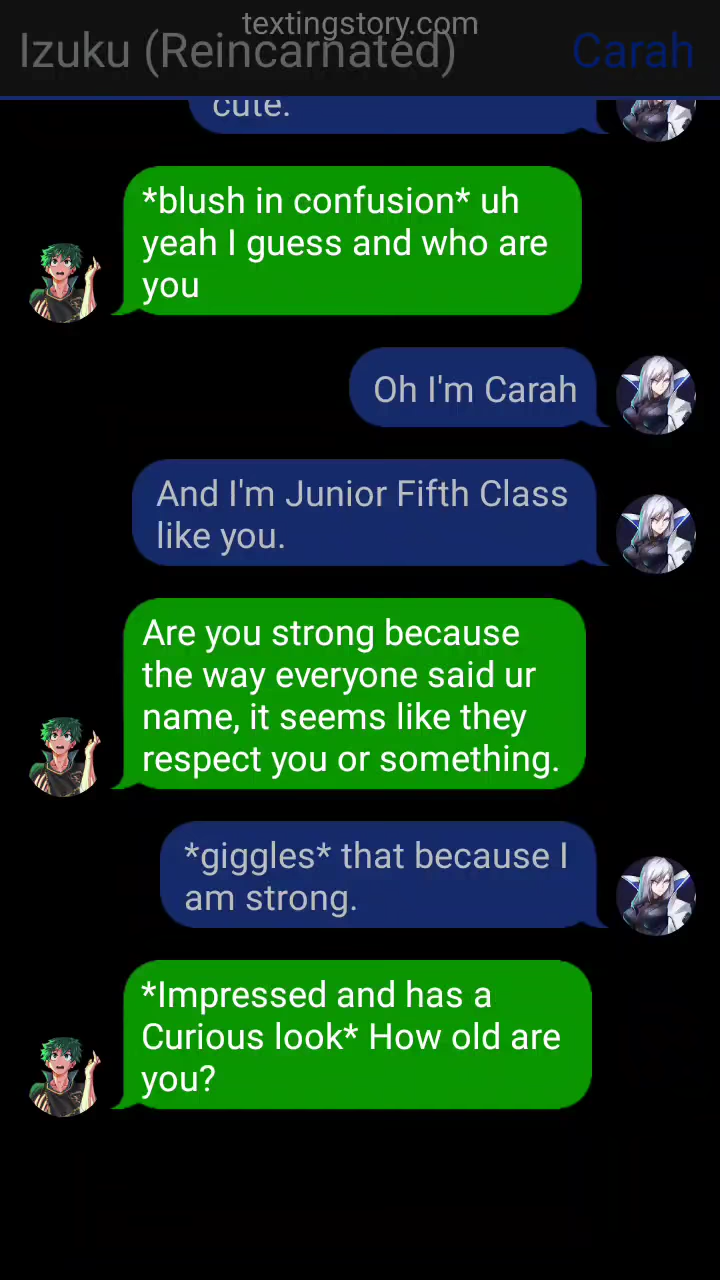 textingstory.com
Izuku (Reincarnated)
Carah
cute.
*blush in confusion* uh
yeah I guess and who are
you
Oh I'm Carah
And I'm Junior Fifth Class
like you.
Are you strong because
the way everyone said ur
name, it seems like they
respect you or something.
*giggles* that because I
am strong.
*Impressed and has a
Curious look* How old are
you?